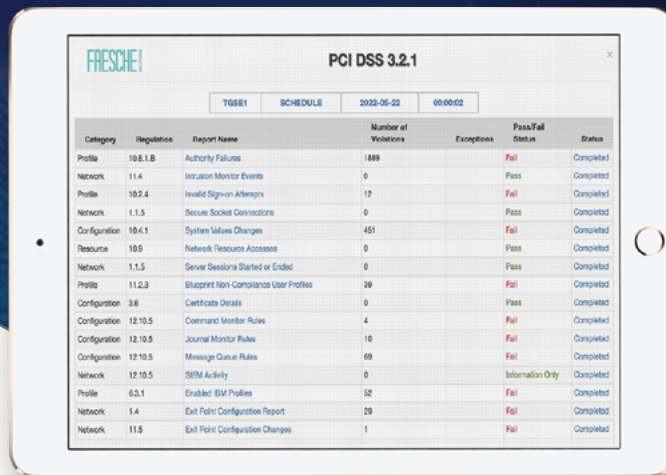 FRESCHE
PCI DSS 3.2.1
×
TGSE1 SCHEDULE 2022-05-22 00:00:02
Category Regulation Report Name Number of Violations Exceptions Pass/Fail Status Status
Profile 10.8.1.B Authority Failures 1889 Fail Completed
Network 11.4 Intrusion Monitor Events 0 Pass Completed
Profile 10.2.4 Invalid Sign-on Attempts 12 Fail Completed
Network 1.1.5 Secure Socket Connections 0 Pass Completed
Configuration 10.4.1 System Values Changes 451 Fail Completed
Resource 10.9 Network Resource Accesses 0 Pass Completed
Network 1.1.5 Server Sessions Started or Ended 0 Pass Completed
Profile 11.2.3 Blueprint Non-Compliance User Profiles 39 Fail Completed
Configuration 3.6 Certificate Details 0 Pass Completed
Configuration 12.10.5 Command Monitor Rules 4 Fail Completed
Configuration 12.10.5 Journal Monitor Rules 10 Fail Completed
Configuration 12.10.5 Message Queue Rules 69 Fail Completed
Network 12.10.5 SIEM Activity 0 Information Only Completed
Profile 6.3.1 Enabled IBM Profiles 52 Fail Completed
Network 1.4 Exit Point Configuration Report 29 Fail Completed
Network 11.5 Exit Point Configuration Changes 1 Fail Completed